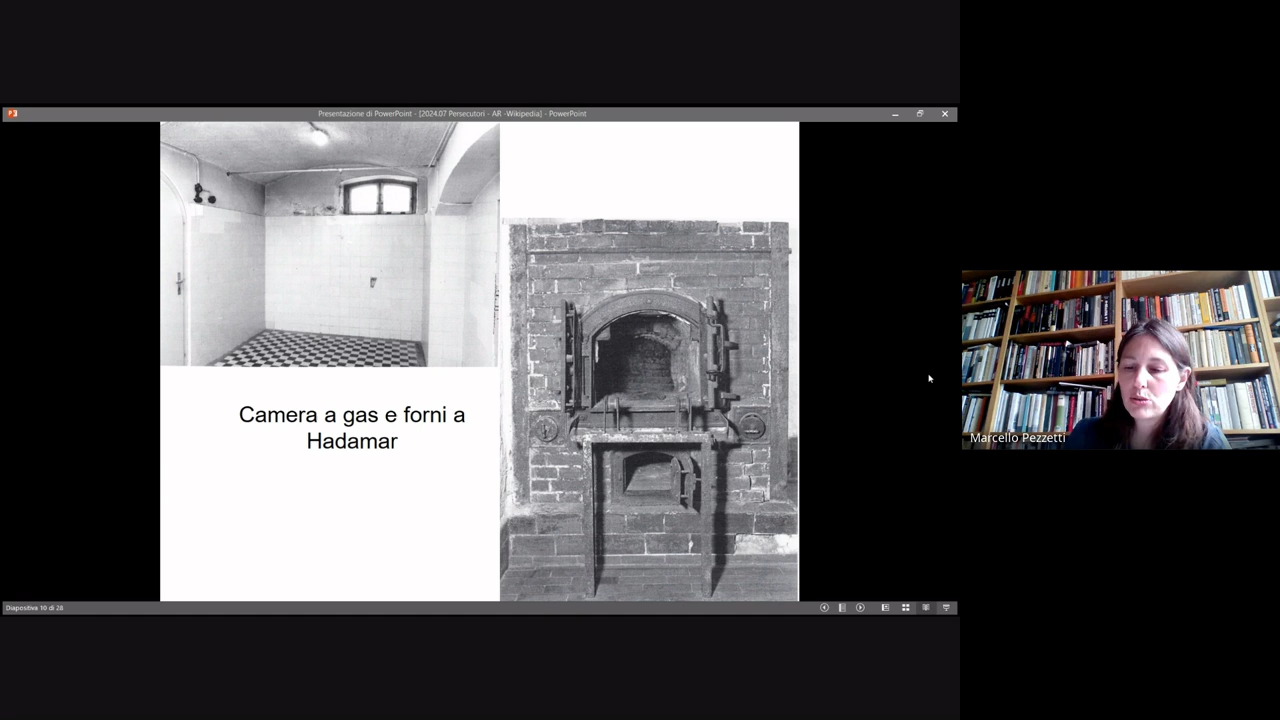 Presentazione di PowerPoint - [2024.07 Persecutori - AR -Wikipedia] - PowerPoint
Camera a gas e forni a
Hadamar
Marcello Pezzetti
Diapositiva 10 di 28